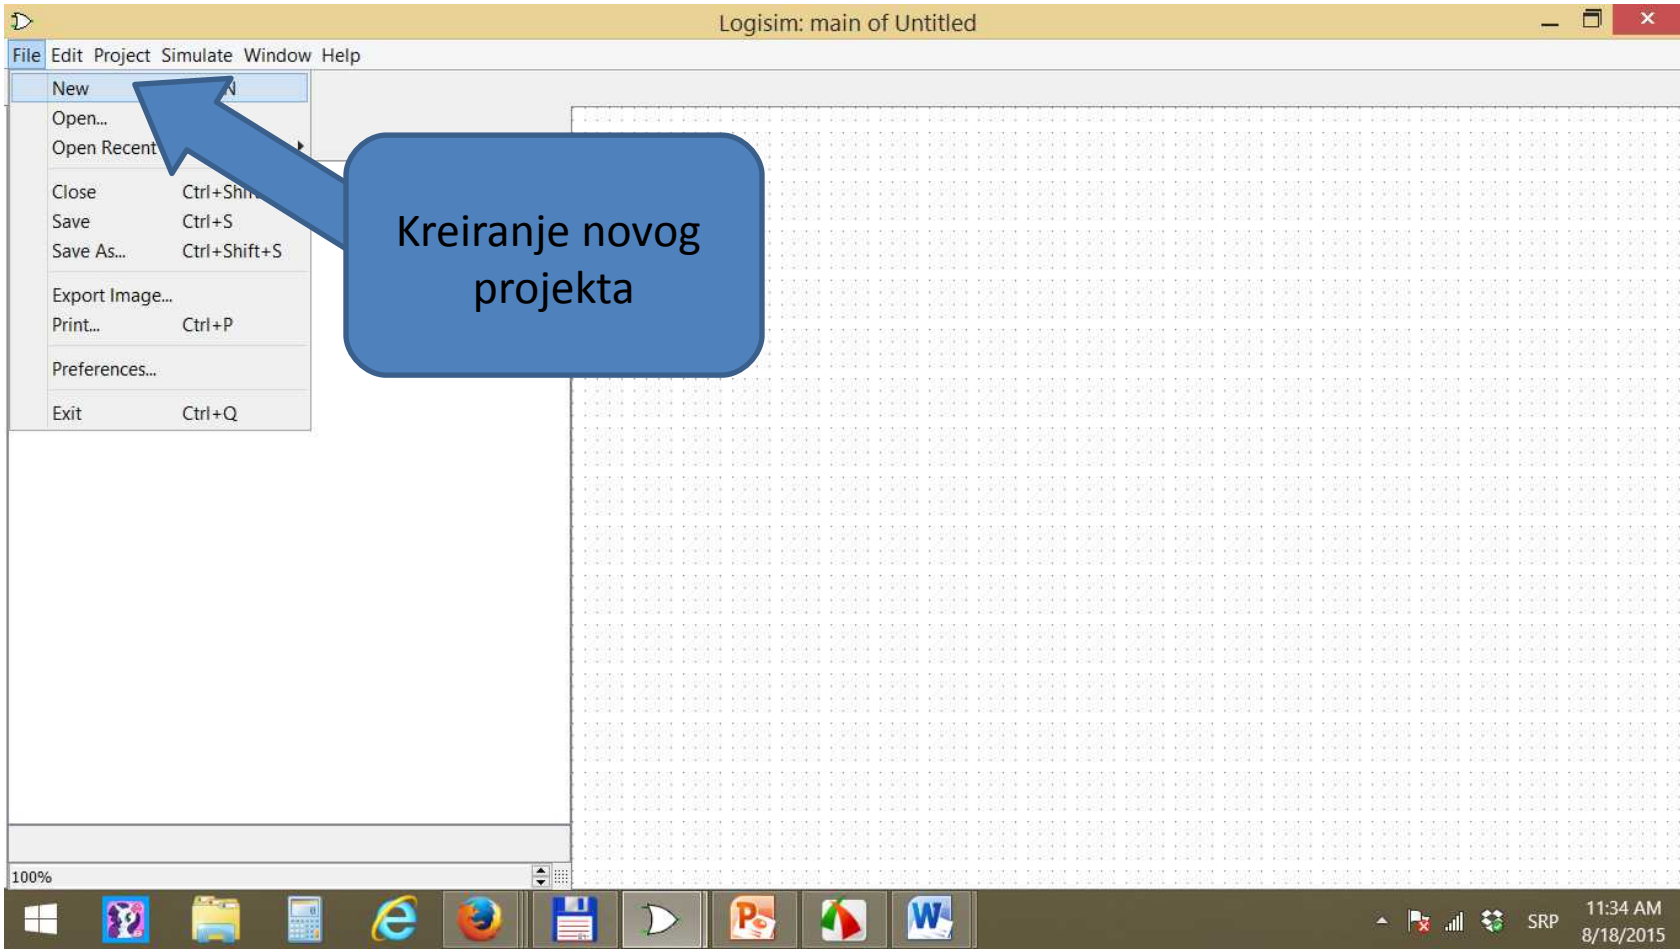 Logisim: main of Untitled
File Edit Project Simulate Window Help
New N
Open...
Open Recent
Close Ctrl+Shif
Save Ctrl+S
Save As... Ctrl+Shift+S
Export Image...
Print... Ctrl+P
Preferences...
Exit Ctrl+Q
Kreiranje novog
projekta
100%
SRP
11:34 AM
8/18/2015